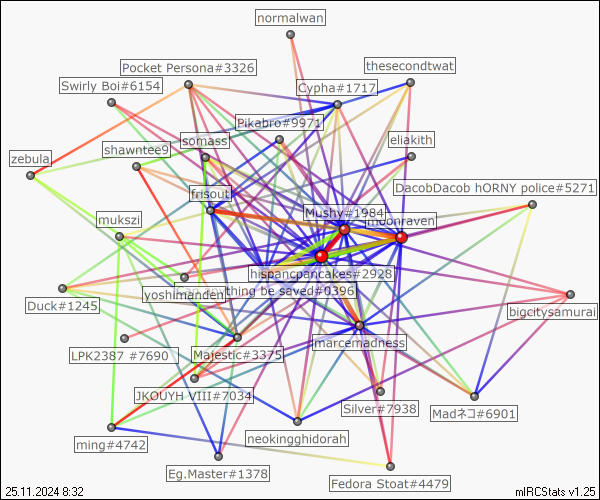 normalwan
thesecondtwat
Pocket Persona#3326
Swirly Boi#6154
Cypha#1717
Pikabro#9971
eliakith
somass
shawntee9
zebula
DacobDacob hORNY police#5271
frisout
Mushy#1984
moonraven
mukszi
hispancpancakes#2928
anything be saved#0396
yoshimanden
Duck#1245
bigcitysamurai
marcemadness
Majestic#3375
LPK2387 #7690
JKOUYH VIII#7034
Silver#7938
Madネコ#6901
neokingghidorah
ming#4742
Eg.Master#1378
Fedora Stoat#4479
25.11.2024 8:32
mIRCStats v1.25